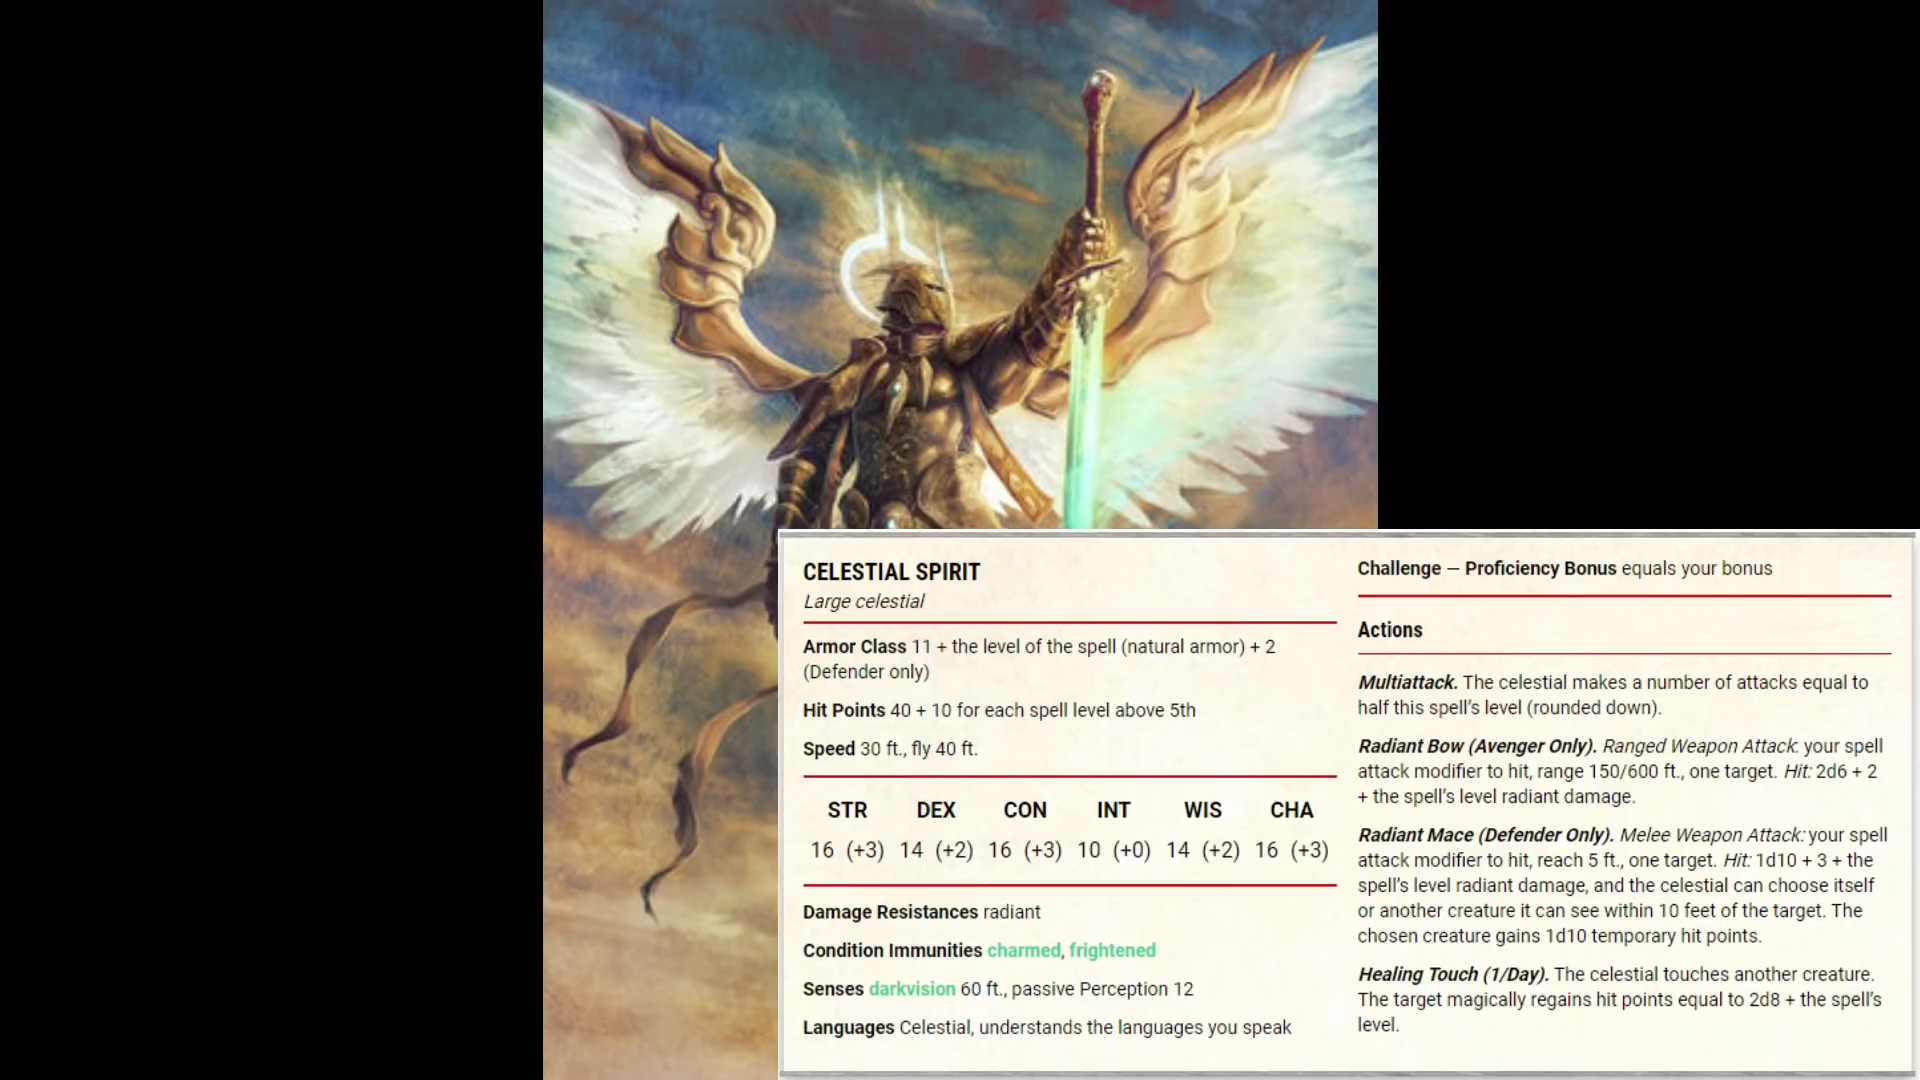 CELESTIAL SPIRIT
Large celestial
Armor Class 11 + the level of the spell (natural armor) + 2
(Defender only)
Hit Points 40 + 10 for each spell level above 5th
Speed 30 ft., fly 40 ft.
STR DEX CON INT WIS CHA
16 (+3) 14 (+2) 16 (+3) 10 (+0) 14 (+2) 16 (+3)
Damage Resistances radiant
Condition Immunities charmed, frightened
Senses darkvision 60 ft., passive Perception 12
Languages Celestial, understands the languages you speak
Challenge — Proficiency Bonus equals your bonus
Actions
Multiattack. The celestial makes a number of attacks equal to
half this spell's level (rounded down).
Radiant Bow (Avenger Only). Ranged Weapon Attack: your spell
attack modifier to hit, range 150/600 ft., one target. Hit: 2d6 + 2
+ the spell's level radiant damage.
Radiant Mace (Defender Only). Melee Weapon Attack: your spell
attack modifier to hit, reach 5 ft., one target. Hit: 1d10 + 3 + the
spell's level radiant damage, and the celestial can choose itself
or another creature it can see within 10 feet of the target. The
chosen creature gains 1d10 temporary hit points.
Healing Touch (1/Day). The celestial touches another creature.
The target magically regains hit points equal to 2d8 + the spell's
level.